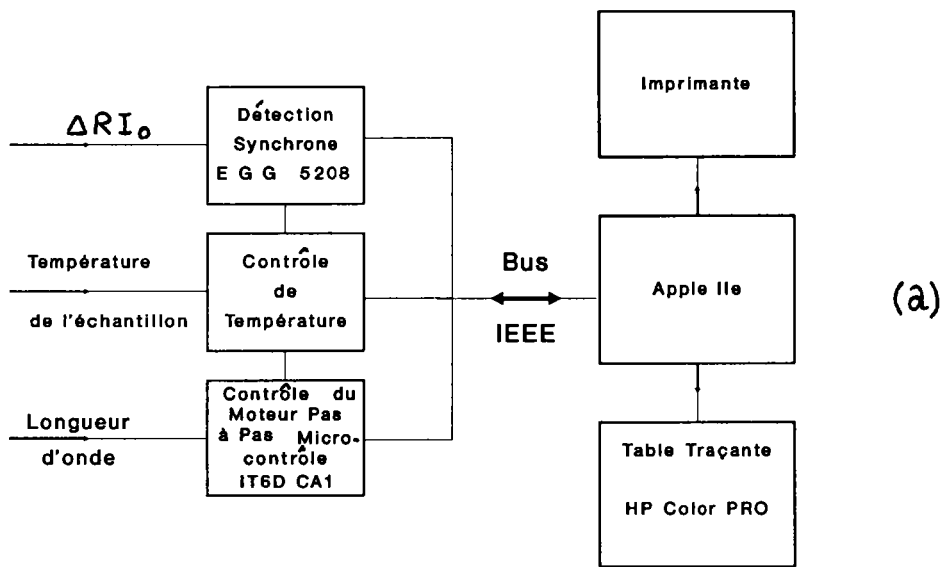 ΔRI₀
Détection
Synchrone
EGG 5208
Température
de l'échantillon
Contrôle
de
Température
Longueur
d'onde
Contrôle du
Moteur Pas
à Pas Micro-
contrôle
IT6D CA1
Bus
IEEE
Imprimante
Apple IIe
Table Traçante
HP Color PRO
(a)